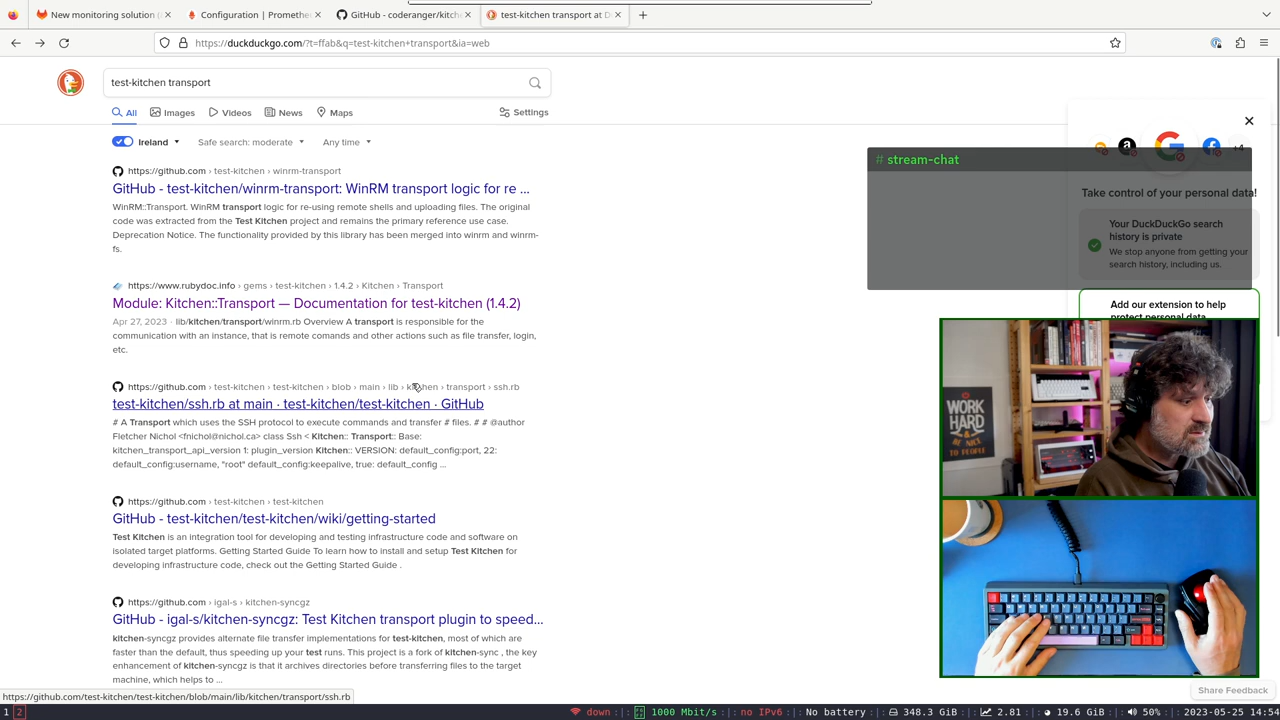 New monitoring solution (
Configuration | Prometh
GitHub - coderanger/kitch
test-kitchen transport at D
https://duckduckgo.com/?t=ffab&q=test-kitchen+transport&ia=web
test-kitchen transport
All
Images
Videos
News
Maps
Settings
Ireland
Safe search: moderate
Any time
https://github.com › test-kitchen › winrm-transport
GitHub - test-kitchen/winrm-transport: WinRM transport logic for re ...
WinRM::Transport. WinRM transport logic for re-using remote shells and uploading files. The original
code was extracted from the Test Kitchen project and remains the primary reference use case.
Deprecation Notice. The functionality provided by this library has been merged into winrm and winrm-
fs.
https://www.rubydoc.info › gems › test-kitchen › 1.4.2 › Kitchen › Transport
Module: Kitchen::Transport — Documentation for test-kitchen (1.4.2)
Apr 27, 2023 · lib/kitchen/transport/winrm.rb Overview A transport is responsible for the
communication with an instance, that is remote comands and other actions such as file transfer, login,
etc.
https://github.com › test-kitchen › test-kitchen › blob › main › lib › kitchen › transport › ssh.rb
test-kitchen/ssh.rb at main · test-kitchen/test-kitchen · GitHub
# A Transport which uses the SSH protocol to execute commands and transfer # files. # # @author
Fletcher Nichol <fnichol@nichol.ca> class Ssh < Kitchen:: Transport:: Base:
kitchen_transport_api_version 1: plugin_version Kitchen:: VERSION: default_config:port, 22:
default_config:username, "root" default_config:keepalive, true: default_config ...
https://github.com › test-kitchen › test-kitchen
GitHub - test-kitchen/test-kitchen/wiki/getting-started
Test Kitchen is an integration tool for developing and testing infrastructure code and software on
isolated target platforms. Getting Started Guide To learn how to install and setup Test Kitchen for
developing infrastructure code, check out the Getting Started Guide .
https://github.com › igal-s › kitchen-syncgz
GitHub - igal-s/kitchen-syncgz: Test Kitchen transport plugin to speed...
kitchen-syncgz provides alternate file transfer implementations for test-kitchen, most of which are
faster than the default, thus speeding up your test runs. This project is a fork of kitchen-sync , the key
enhancement of kitchen-syncgz is that it archives directories before transferring files to the target
machine, which helps to ...
https://github.com/test-kitchen/test-kitchen/blob/main/lib/kitchen/transport/ssh.rb
+4
# stream-chat
Take control of your personal data!
Your DuckDuckGo search
history is private
We stop anyone from getting your
search history, including us.
Add our extension to help
protect personal data
WORK
HARD
& BE NICE
TO PEOPLE
Share Feedback
1 2
down :|: 1000 Mbit/s :|: no IPv6 :|: No battery :|: 348.3 GiB :|: 2.81 :|: 19.6 GiB :|: 50% :|: 2023-05-25 14:54